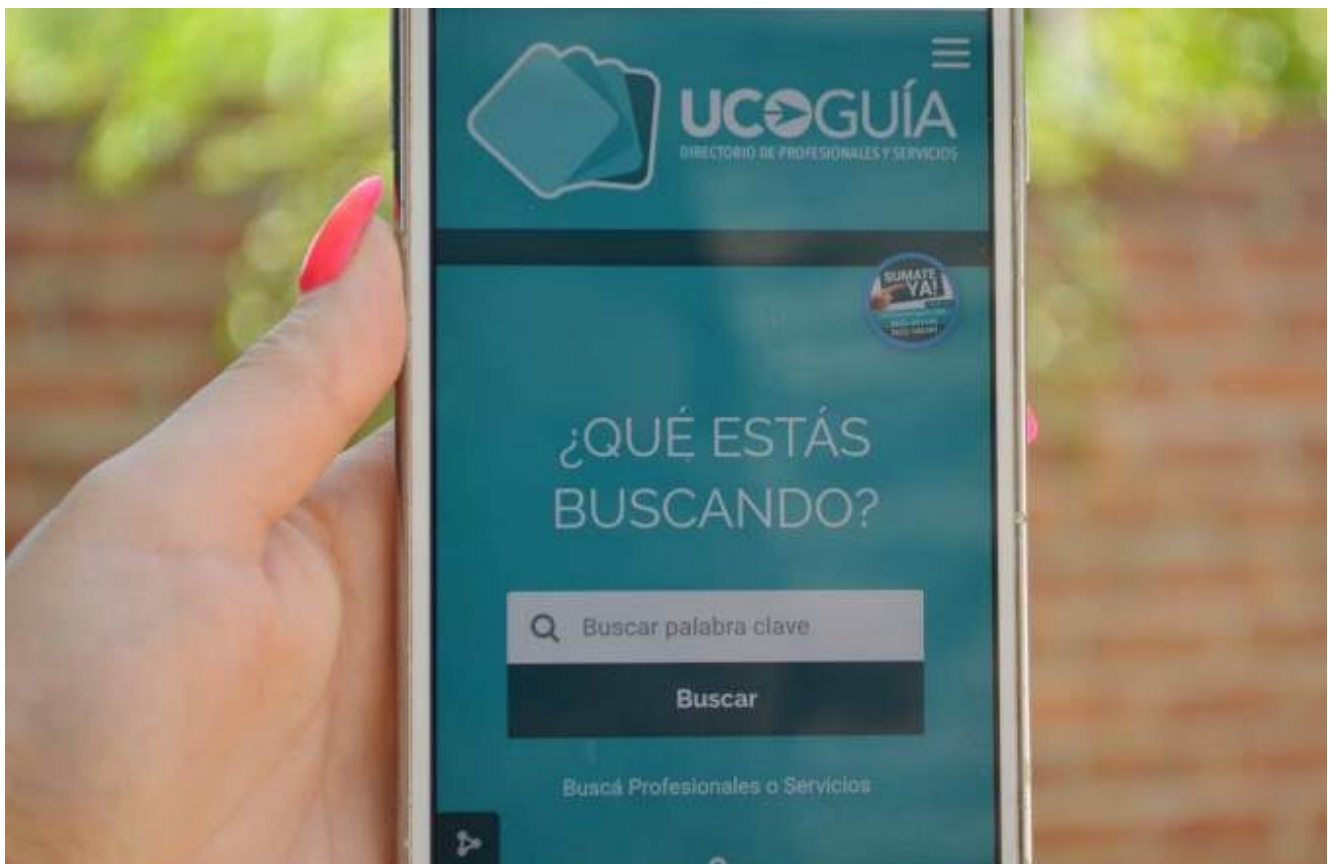 UCOGUÍA
DIRECTORIO DE PROFESIONALES Y SERVICIOS
SUMATE
YA!
¿QUÉ ESTÁS
BUSCANDO?
Buscar palabra clave
Buscar
Buscá Profesionales o Servicios